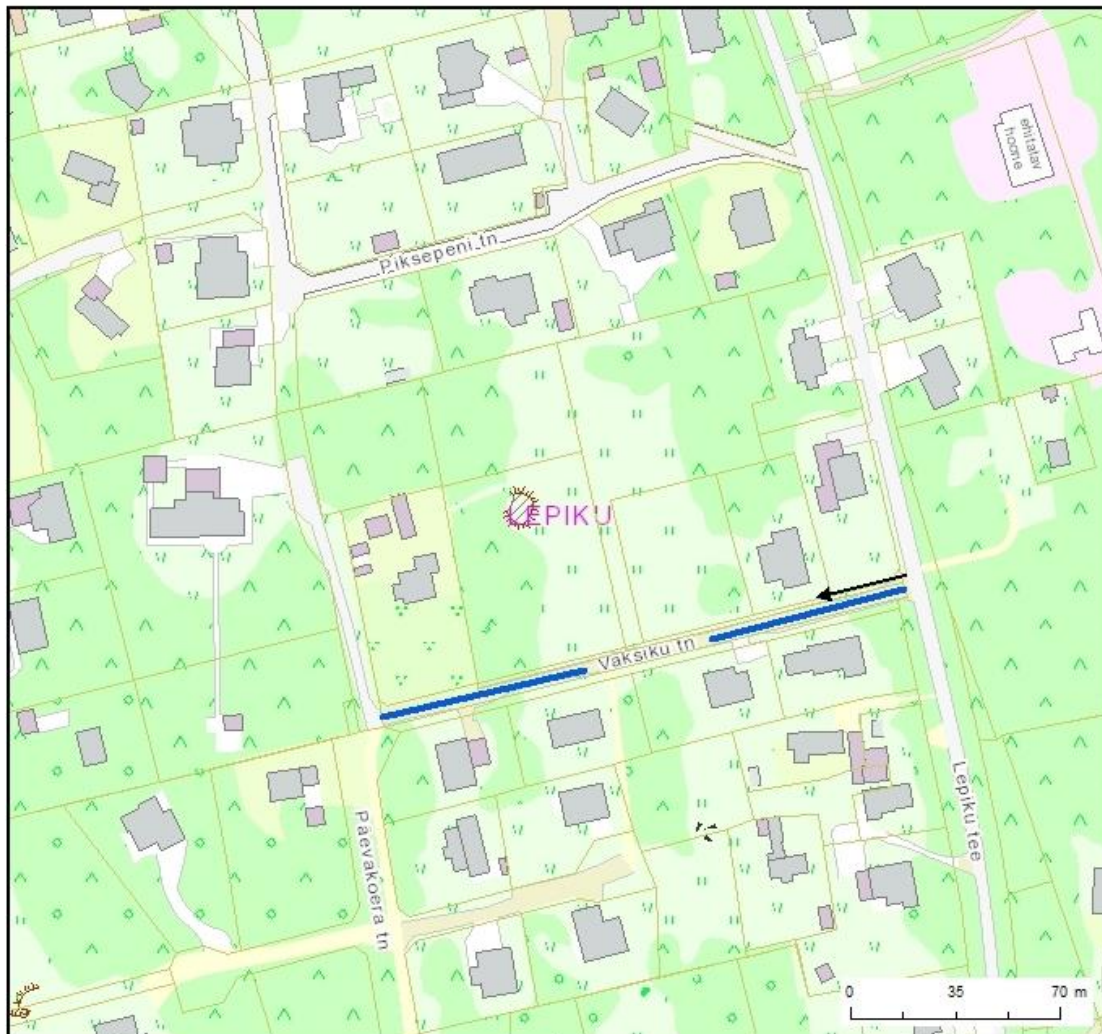 ehitatav
hoone
Piksepeni tn
LEPIKU
Vaksiku tn
Lepiku tee
Päevakoera tn
0 35 70 m